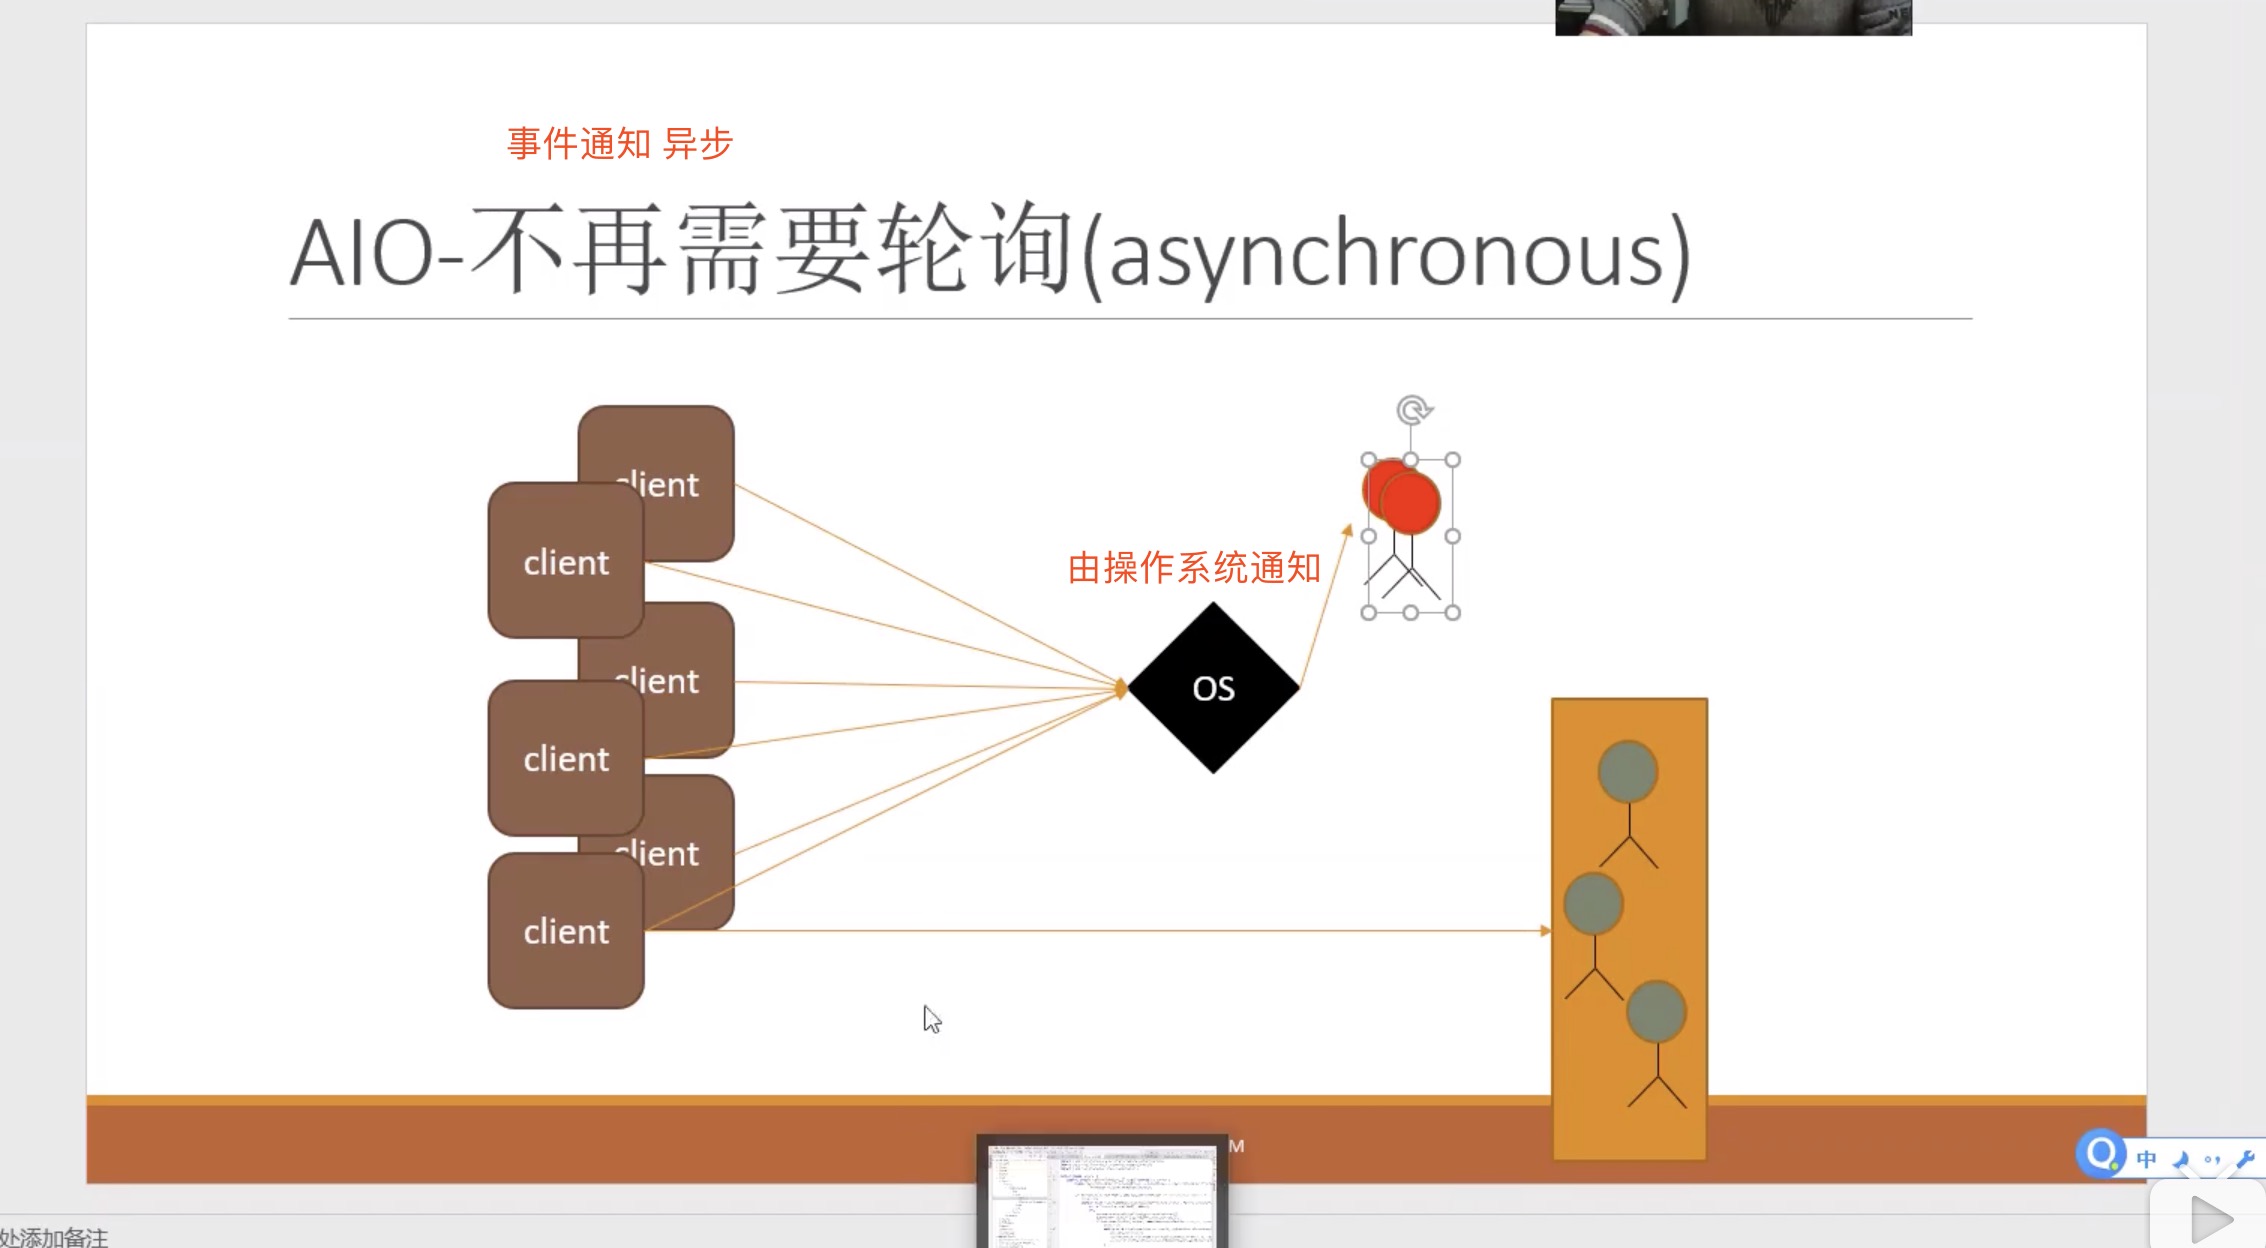 事件通知 异步
AIO-不再需要轮询(asynchronous)
client
client
client
client
client
client
由操作系统通知
OS
M
中
处添加备注